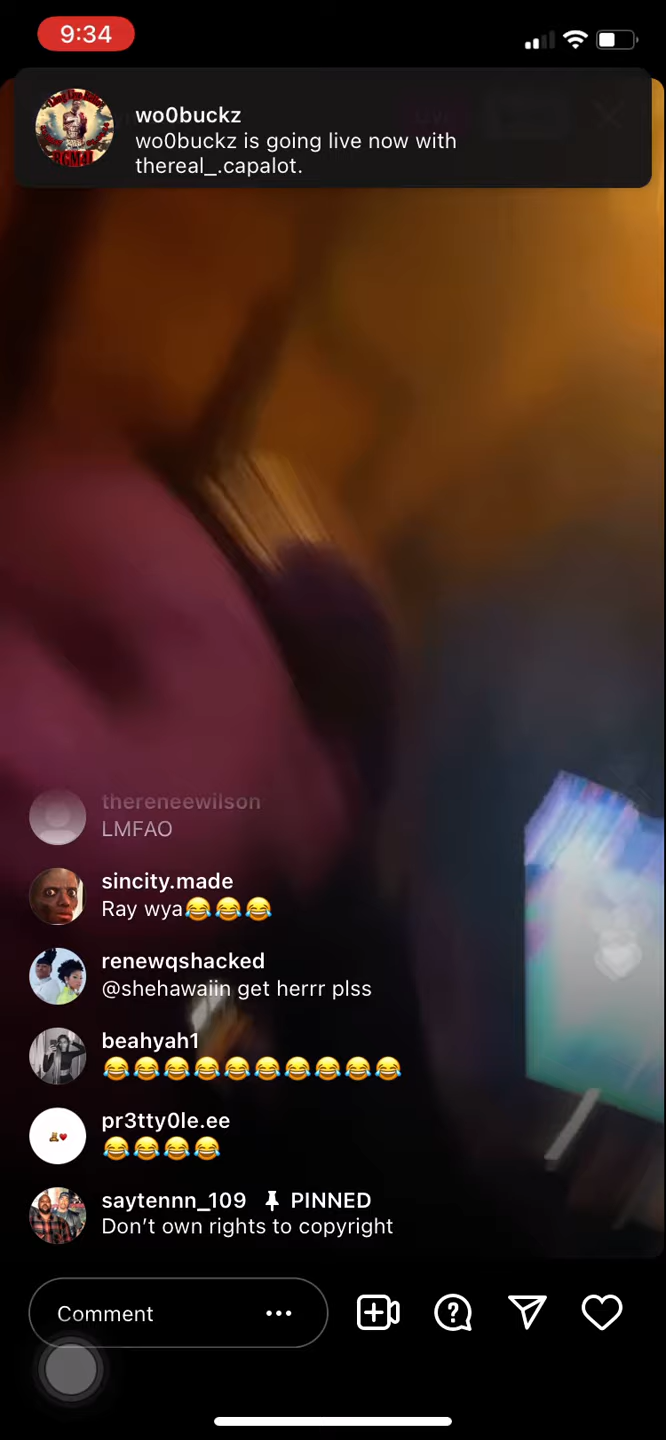 9:34
wo0buckz
wo0buckz is going live now with
thereal_.capalot.
thereneewilson
LMFAO
sincity.made
Ray wya😂😂😂
renewqshacked
@shehawaiin get herrr plss
beahyah1
😂😂😂😂😂😂😂😂😂😂
pr3tty0le.ee
😂😂😂😂
saytennn_109 📌 PINNED
Don't own rights to copyright
Comment